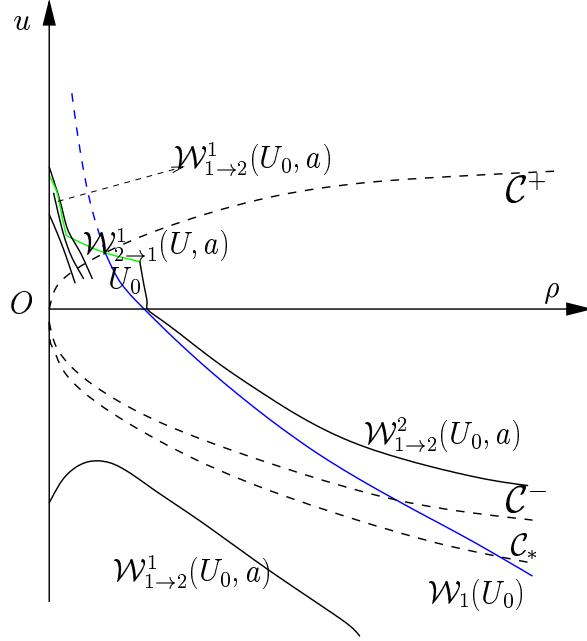 u
𝒲¹₁→₂(U₀, a)
𝒞⁺
𝒲¹₂→₁(U, a)
U₀
O
ρ
𝒲²₁→₂(U₀, a)
𝒞⁻
𝒞⁎
𝒲¹₁→₂(U₀, a)
𝒲₁(U₀)